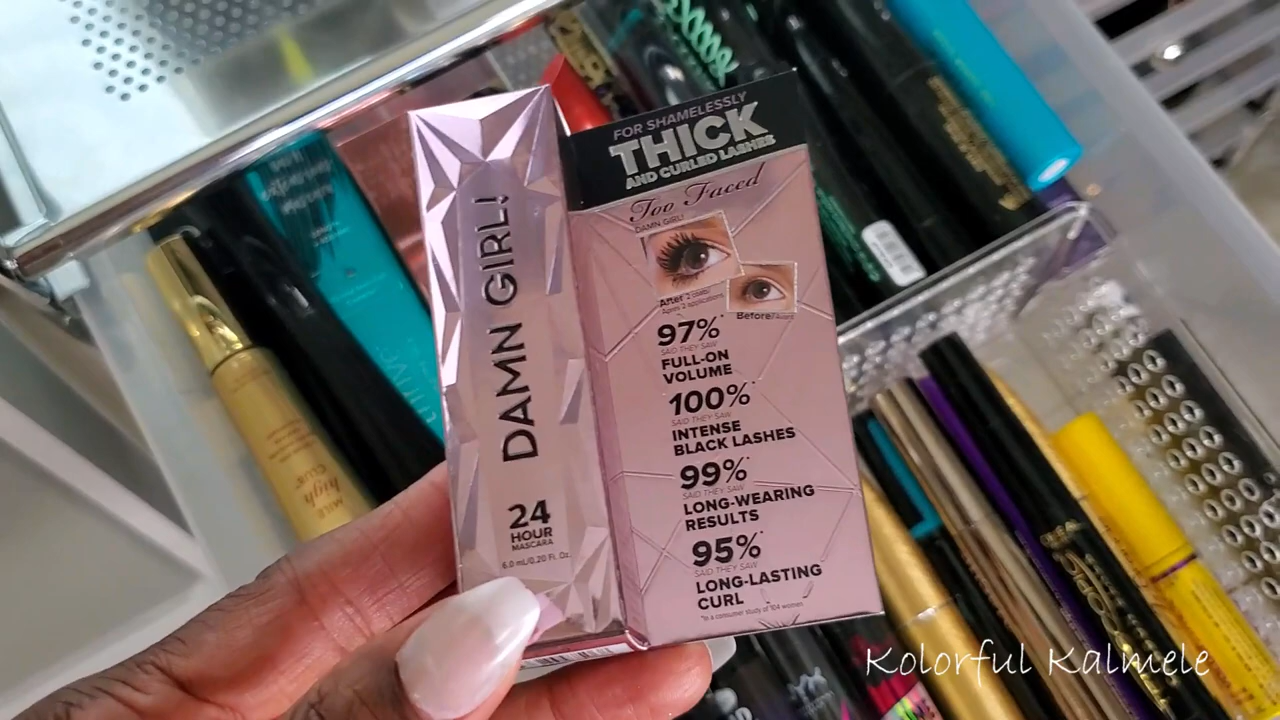 DAMN GIRL!
24
HOUR
MASCARA
6.0 mL/0.20 Fl. Oz.
FOR SHAMELESSLY
THICK
AND CURLED LASHES
Too Faced
DAMN GIRL!
After
Before
97%*
SAID THEY SAW
FULL-ON
VOLUME
100%*
SAID THEY SAW
INTENSE
BLACK LASHES
99%*
SAID THEY SAW
LONG-WEARING
RESULTS
95%*
SAID THEY SAW
LONG-LASTING
CURL
*In a consumer study of 104 women
MILK
high
NYX
Kolorful Kalmele